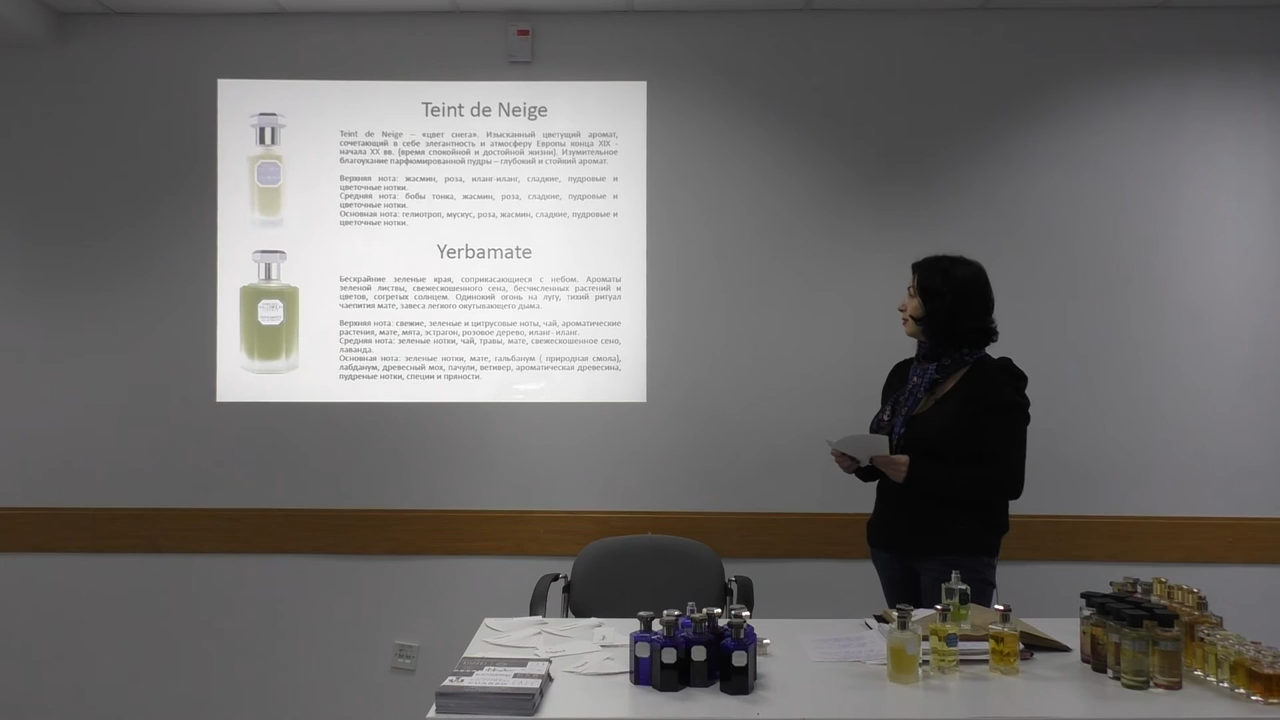 Teint de Neige
Teint de Neige – «цвет снега». Изысканный цветущий аромат,
сочетающий в себе элегантность и атмосферу Европы конца XIX -
начала XX вв. (время спокойной и достойной жизни). Изумительное
благоухание парфюмированной пудры – глубокий и стойкий аромат.
Верхняя нота: жасмин, роза, иланг-иланг, сладкие, пудровые и
цветочные нотки.
Средняя нота: бобы тонка, жасмин, роза, сладкие, пудровые и
цветочные нотки.
Основная нота: гелиотроп, мускус, роза, жасмин, сладкие, пудровые и
цветочные нотки.
Yerbamate
Бескрайние зеленые края, соприкасающиеся с небом. Ароматы
зеленой листвы, свежескошенного сена, бесчисленных растений и
цветов, согретых солнцем. Одинокий огонь на лугу, тихий ритуал
чаепития мате, завеса легкого окутывающего дыма.
Верхняя нота: свежие, зеленые и цитрусовые ноты, чай, ароматические
растения, мате, мята, эстрагон, розовое дерево, иланг- иланг.
Средняя нота: зеленые нотки, чай, травы, мате, свежескошенное сено,
лаванда.
Основная нота: зеленые нотки, мате, гальбанум ( природная смола),
лабданум, древесный мох, пачули, ветивер, ароматическая древесина,
пудреные нотки, специи и пряности.